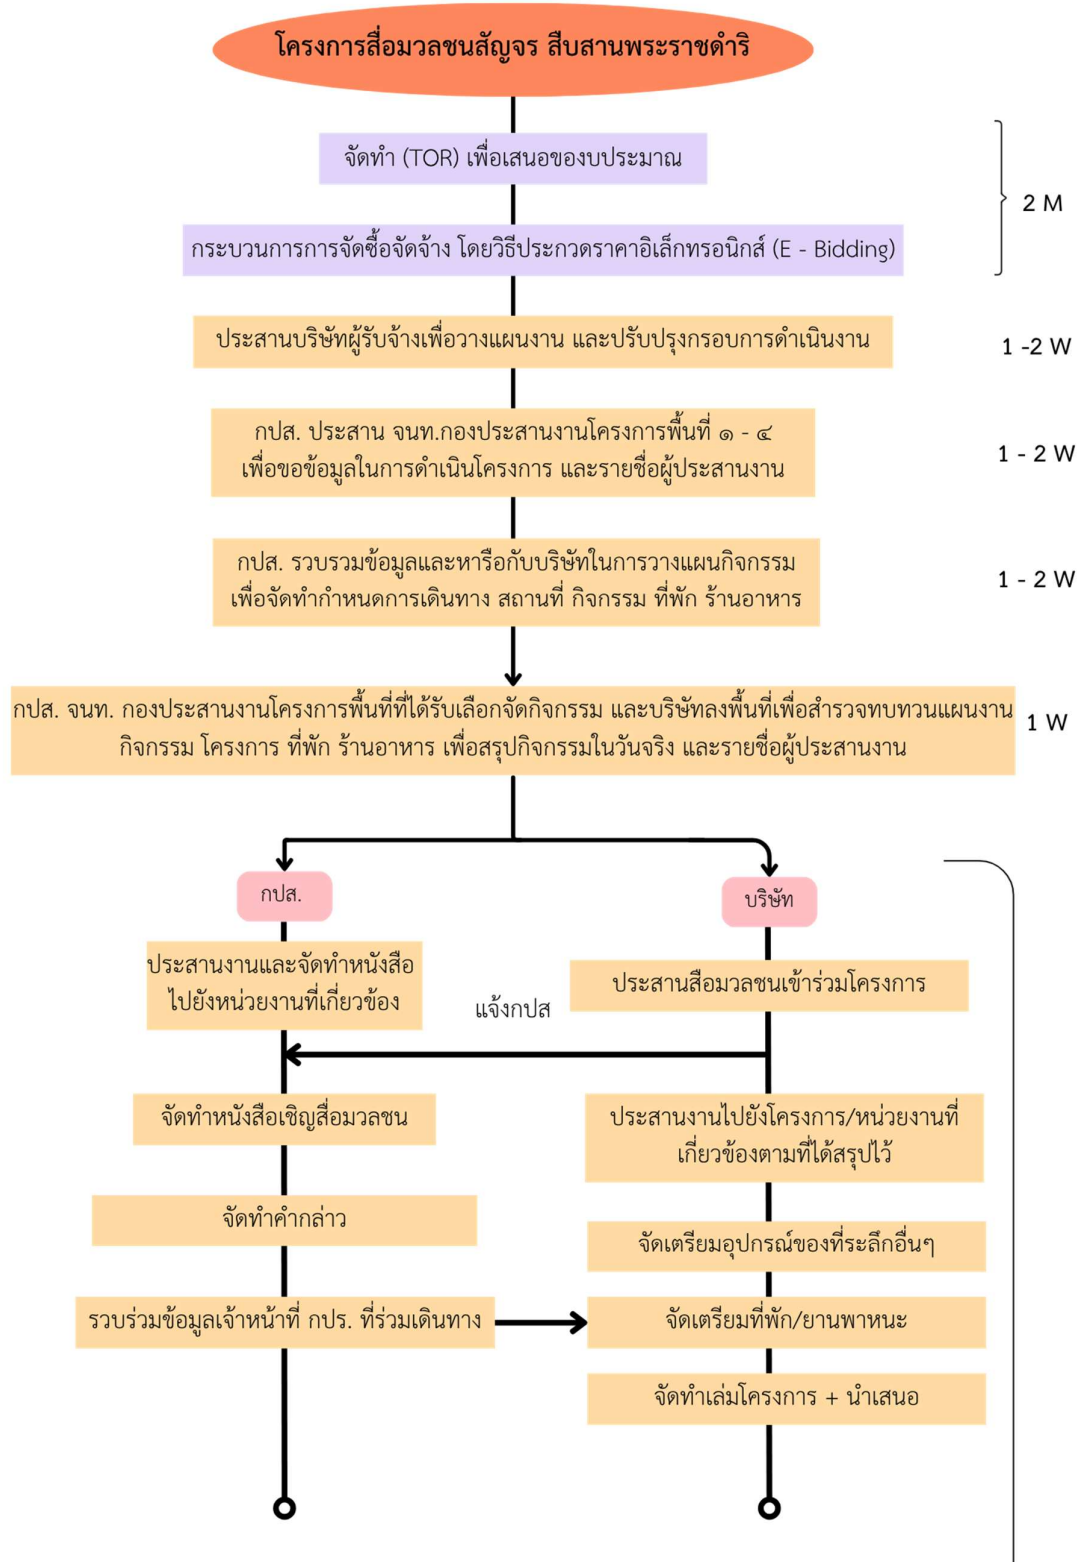 โครงการสื่อมวลชนสัญจร สืบสานพระราชดำริ
จัดทำ (TOR) เพื่อเสนอของบประมาณ
2 M
กระบวนการการจัดซื้อจัดจ้าง โดยวิธีประกวดราคาอิเล็กทรอนิกส์ (E - Bidding)
ประสานบริษัทผู้รับจ้างเพื่อวางแผนงาน และปรับปรุงกรอบการดำเนินงาน
1 -2 W
กปส. ประสาน จนท.กองประสานงานโครงการพื้นที่ ๑ - ๔
เพื่อขอข้อมูลในการดำเนินโครงการ และรายชื่อผู้ประสานงาน
1 - 2 W
กปส. รวบรวมข้อมูลและหารือกับบริษัทในการวางแผนกิจกรรม
เพื่อจัดทำกำหนดการเดินทาง สถานที่ กิจกรรม ที่พัก ร้านอาหาร
1 - 2 W
กปส. จนท. กองประสานงานโครงการพื้นที่ที่ได้รับเลือกจัดกิจกรรม และบริษัทลงพื้นที่เพื่อสำรวจทบทวนแผนงาน
กิจกรรม โครงการ ที่พัก ร้านอาหาร เพื่อสรุปกิจกรรมในวันจริง และรายชื่อผู้ประสานงาน
1 W
กปส.
บริษัท
ประสานงานและจัดทำหนังสือ
ไปยังหน่วยงานที่เกี่ยวข้อง
ประสานสือมวลชนเข้าร่วมโครงการ
แจ้งกปส
จัดทำหนังสือเชิญสื่อมวลชน
ประสานงานไปยังโครงการ/หน่วยงานที่
เกี่ยวข้องตามที่ได้สรุปไว้
จัดทำคำกล่าว
จัดเตรียมอุปกรณ์ของที่ระลึกอื่นๆ
รวบร่วมข้อมูลเจ้าหน้าที่ กปร. ที่ร่วมเดินทาง
จัดเตรียมที่พัก/ยานพาหนะ
จัดทำเล่มโครงการ + นำเสนอ